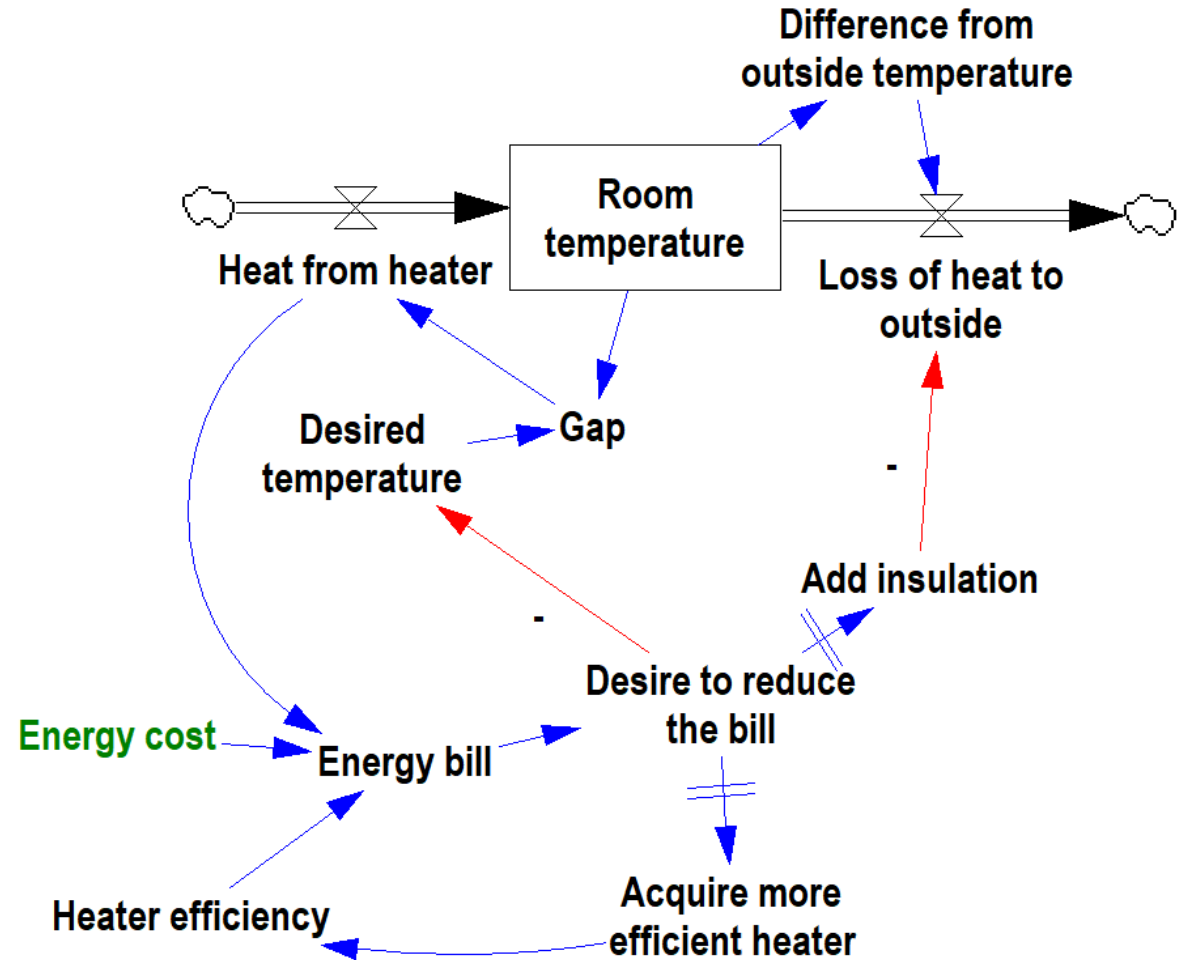 Difference from
outside temperature
Room
temperature
Heat from heater
Loss of heat to
outside
Desired
temperature
Gap
-
Add insulation
-
Desire to reduce
the bill
Energy cost
Energy bill
Acquire more
efficient heater
Heater efficiency